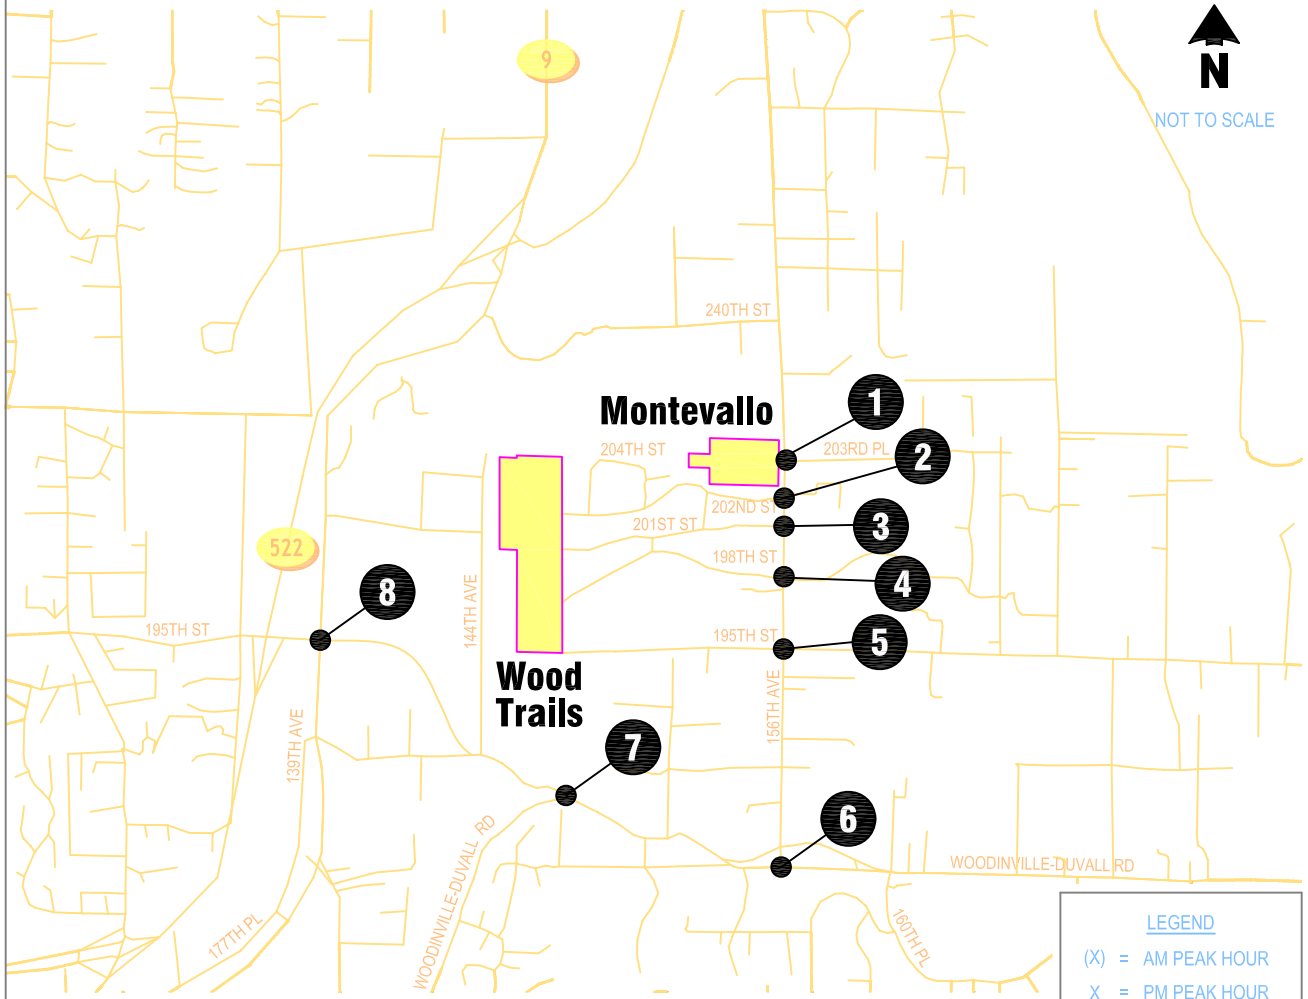 9
N
NOT TO SCALE
240TH ST
1
Montevallo
204TH ST
203RD PL
2
202ND ST
201ST ST
3
522
198TH ST
4
8
144TH AVE
195TH ST
195TH ST
5
Wood
Trails
156TH AVE
139TH AVE
7
6
WOODINVILLE-DUVALL RD
WOODINVILLE-DUVALL RD
160TH PL
177TH PL
LEGEND
(X) = AM PEAK HOUR
X = PM PEAK HOUR